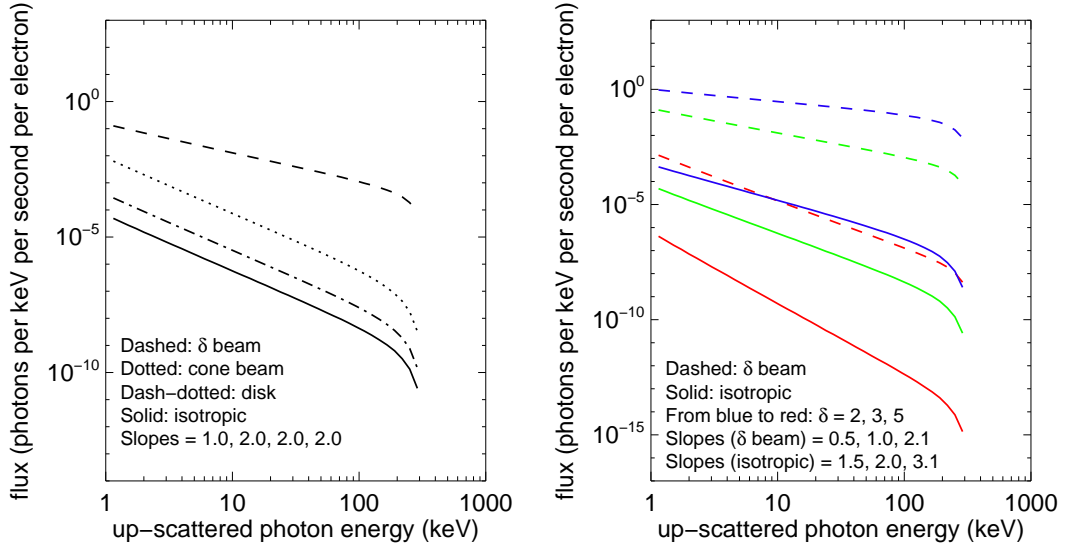 flux (photons per keV per second per electron)
10⁰
10⁻⁵
10⁻¹⁰
Dashed: δ beam
Dotted: cone beam
Dash−dotted: disk
Solid: isotropic
Slopes = 1.0, 2.0, 2.0, 2.0
1 10 100 1000
up−scattered photon energy (keV)
flux (photons per keV per second per electron)
10⁰
10⁻⁵
10⁻¹⁰
10⁻¹⁵
Dashed: δ beam
Solid: isotropic
From blue to red: δ = 2, 3, 5
Slopes (δ beam) = 0.5, 1.0, 2.1
Slopes (isotropic) = 1.5, 2.0, 3.1
1 10 100 1000
up−scattered photon energy (keV)